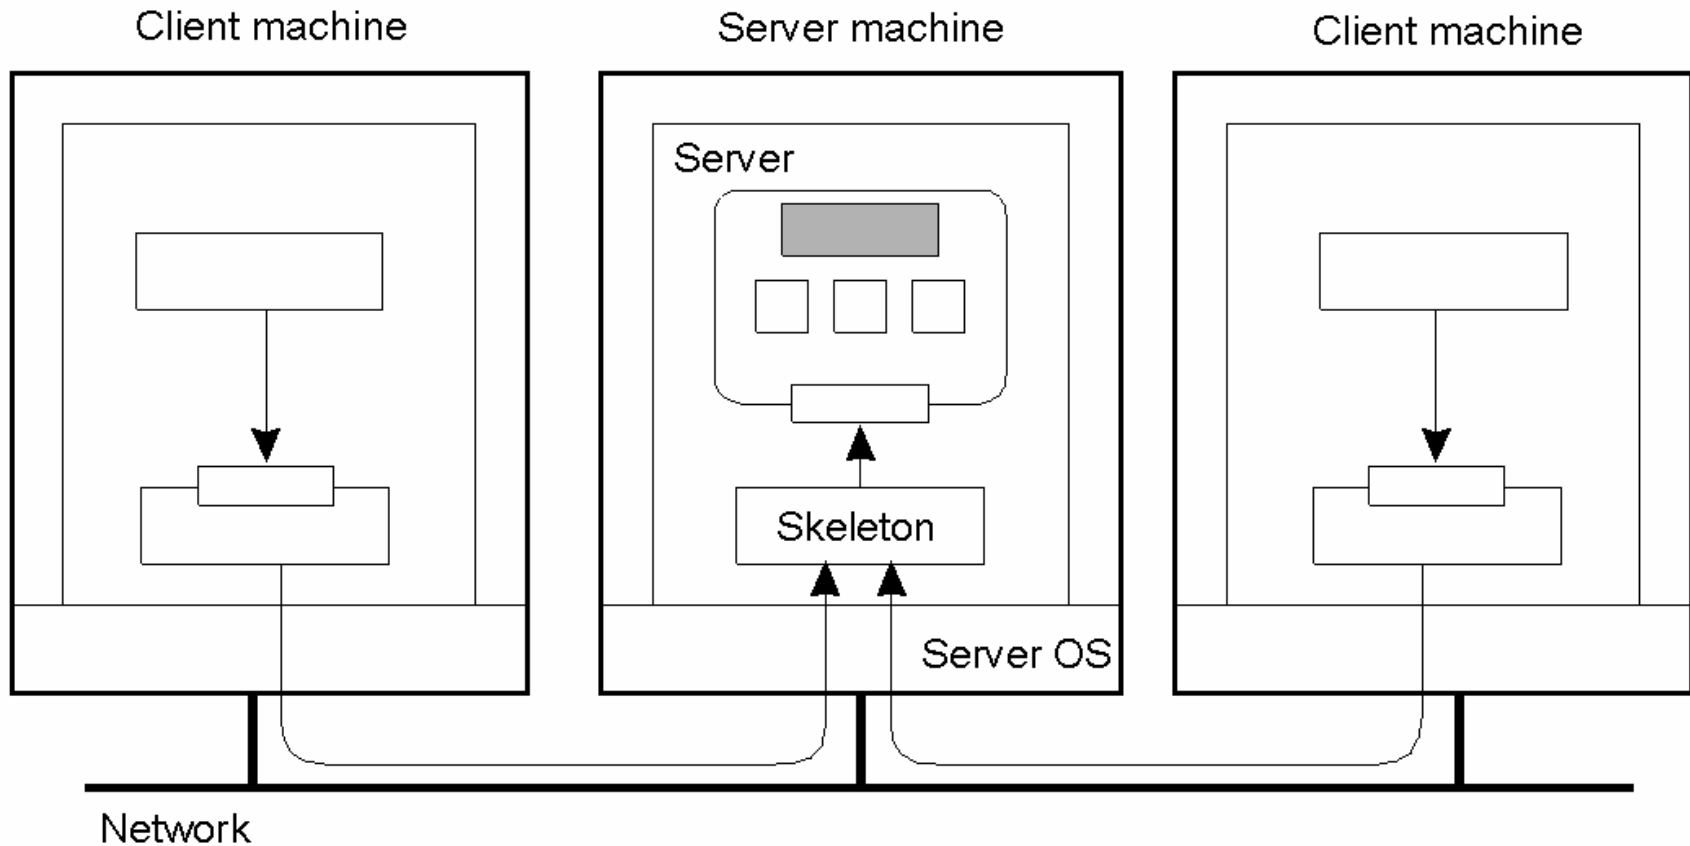 Client machine
Server machine
Client machine
Server
Skeleton
Server OS
Network